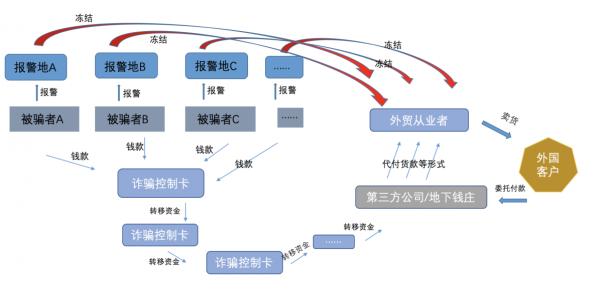 冻结
冻结
冻结
冻结
报警地A
报警地B
报警地C
……
报警
报警
报警
报警
被骗者A
被骗者B
被骗者C
……
外贸从业者
卖货
外国
客户
钱款
钱款
钱款
钱款
代付货款等形式
诈骗控制卡
第三方公司/地下钱庄
委托付款
转移资金
诈骗控制卡
转移资金
诈骗控制卡
转移资金
……
转移资金